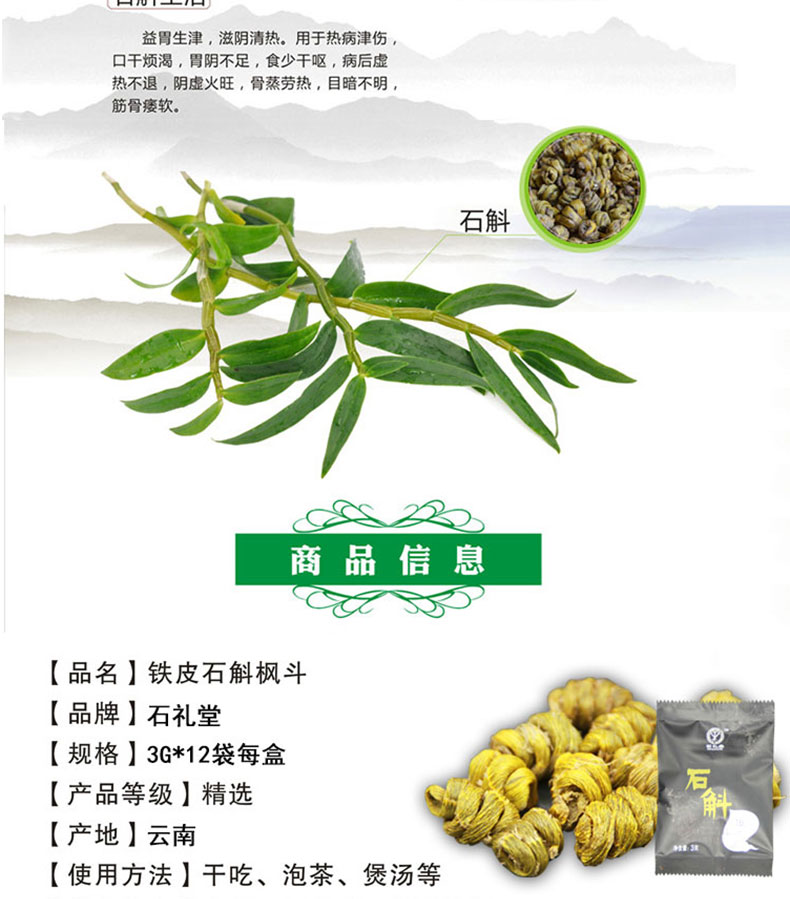 益胃生津，滋阴清热。用于热病津伤，
口干烦渴，胃阴不足，食少干呕，病后虚
热不退，阴虚火旺，骨蒸劳热，目暗不明，
筋骨痿软。
石斛
商品信息
【品名】铁皮石斛枫斗
【品牌】石礼堂
【规格】3G*12袋每盒
【产品等级】精选
【产地】云南
【使用方法】干吃、泡茶、煲汤等
石斛